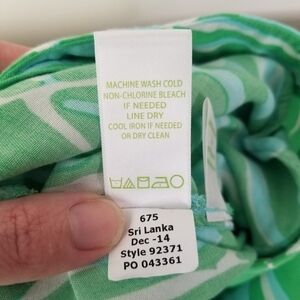 MACHINE WASH COLD
NON-CHLORINE BLEACH
IF NEEDED
LINE DRY
COOL IRON IF NEEDED
OR DRY CLEAN
675
Sri Lanka
Dec -14
Style 92371
PO 043361